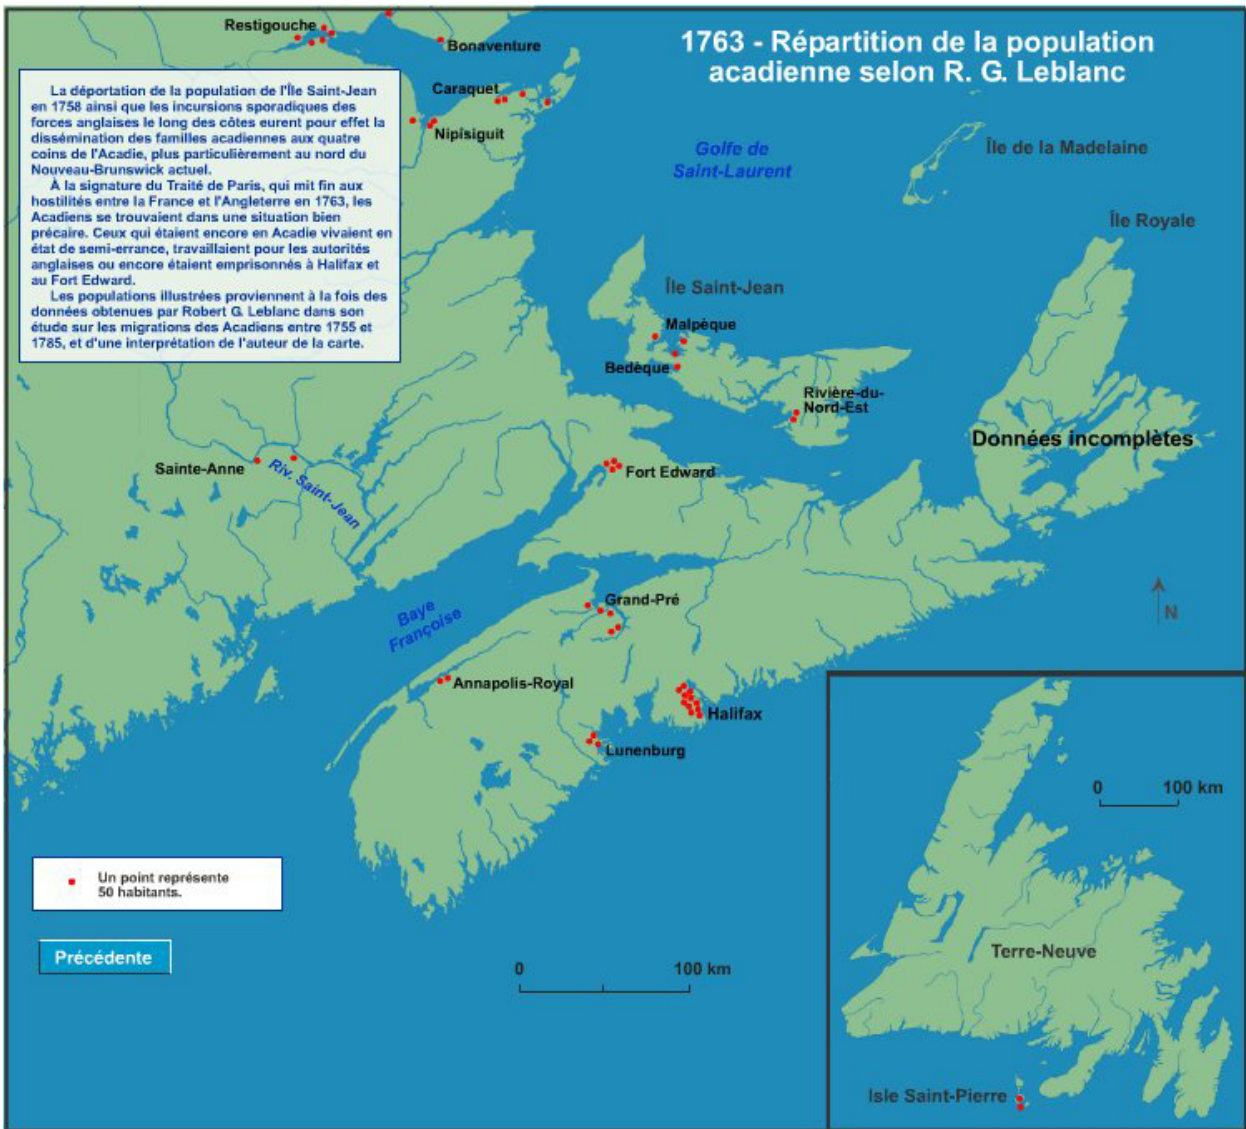 1763 - Répartition de la population
acadienne selon R. G. Leblanc
Restigouche
Bonaventure
Caraquet
Nipisiguit
La déportation de la population de l'Île Saint-Jean
en 1758 ainsi que les incursions sporadiques des
forces anglaises le long des côtes eurent pour effet la
dissémination des familles acadiennes aux quatre
coins de l'Acadie, plus particulièrement au nord du
Nouveau-Brunswick actuel.
À la signature du Traité de Paris, qui mit fin aux
hostilités entre la France et l'Angleterre en 1763, les
Acadiens se trouvaient dans une situation bien
précaire. Ceux qui étaient encore en Acadie vivaient en
état de semi-errance, travaillaient pour les autorités
anglaises ou encore étaient emprisonnés à Halifax et
au Fort Edward.
Les populations illustrées proviennent à la fois des
données obtenues par Robert G. Leblanc dans son
étude sur les migrations des Acadiens entre 1755 et
1785, et d'une interprétation de l'auteur de la carte.
Golfe de
Saint-Laurent
Île de la Madelaine
Île Royale
Île Saint-Jean
Malpèque
Bedèque
Rivière-du-
Nord-Est
Données incomplètes
Sainte-Anne
Riv. Saint-Jean
Fort Edward
Grand-Pré
Baye
Françoise
N
Annapolis-Royal
Halifax
Lunenburg
Un point représente
50 habitants.
Précédente
0 100 km
0 100 km
Terre-Neuve
Isle Saint-Pierre